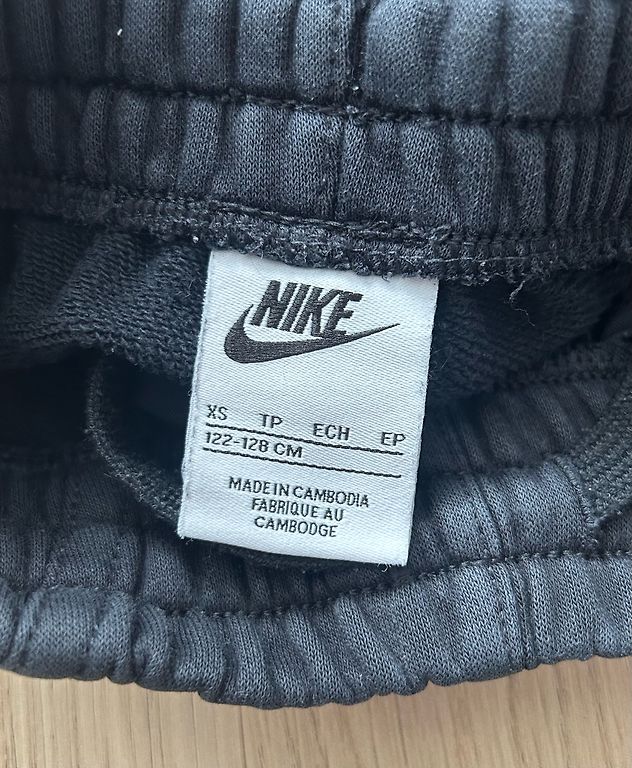 NIKE
XS TP ECH EP
122-128 CM
MADE IN CAMBODIA
FABRIQUE AU
CAMBODGE